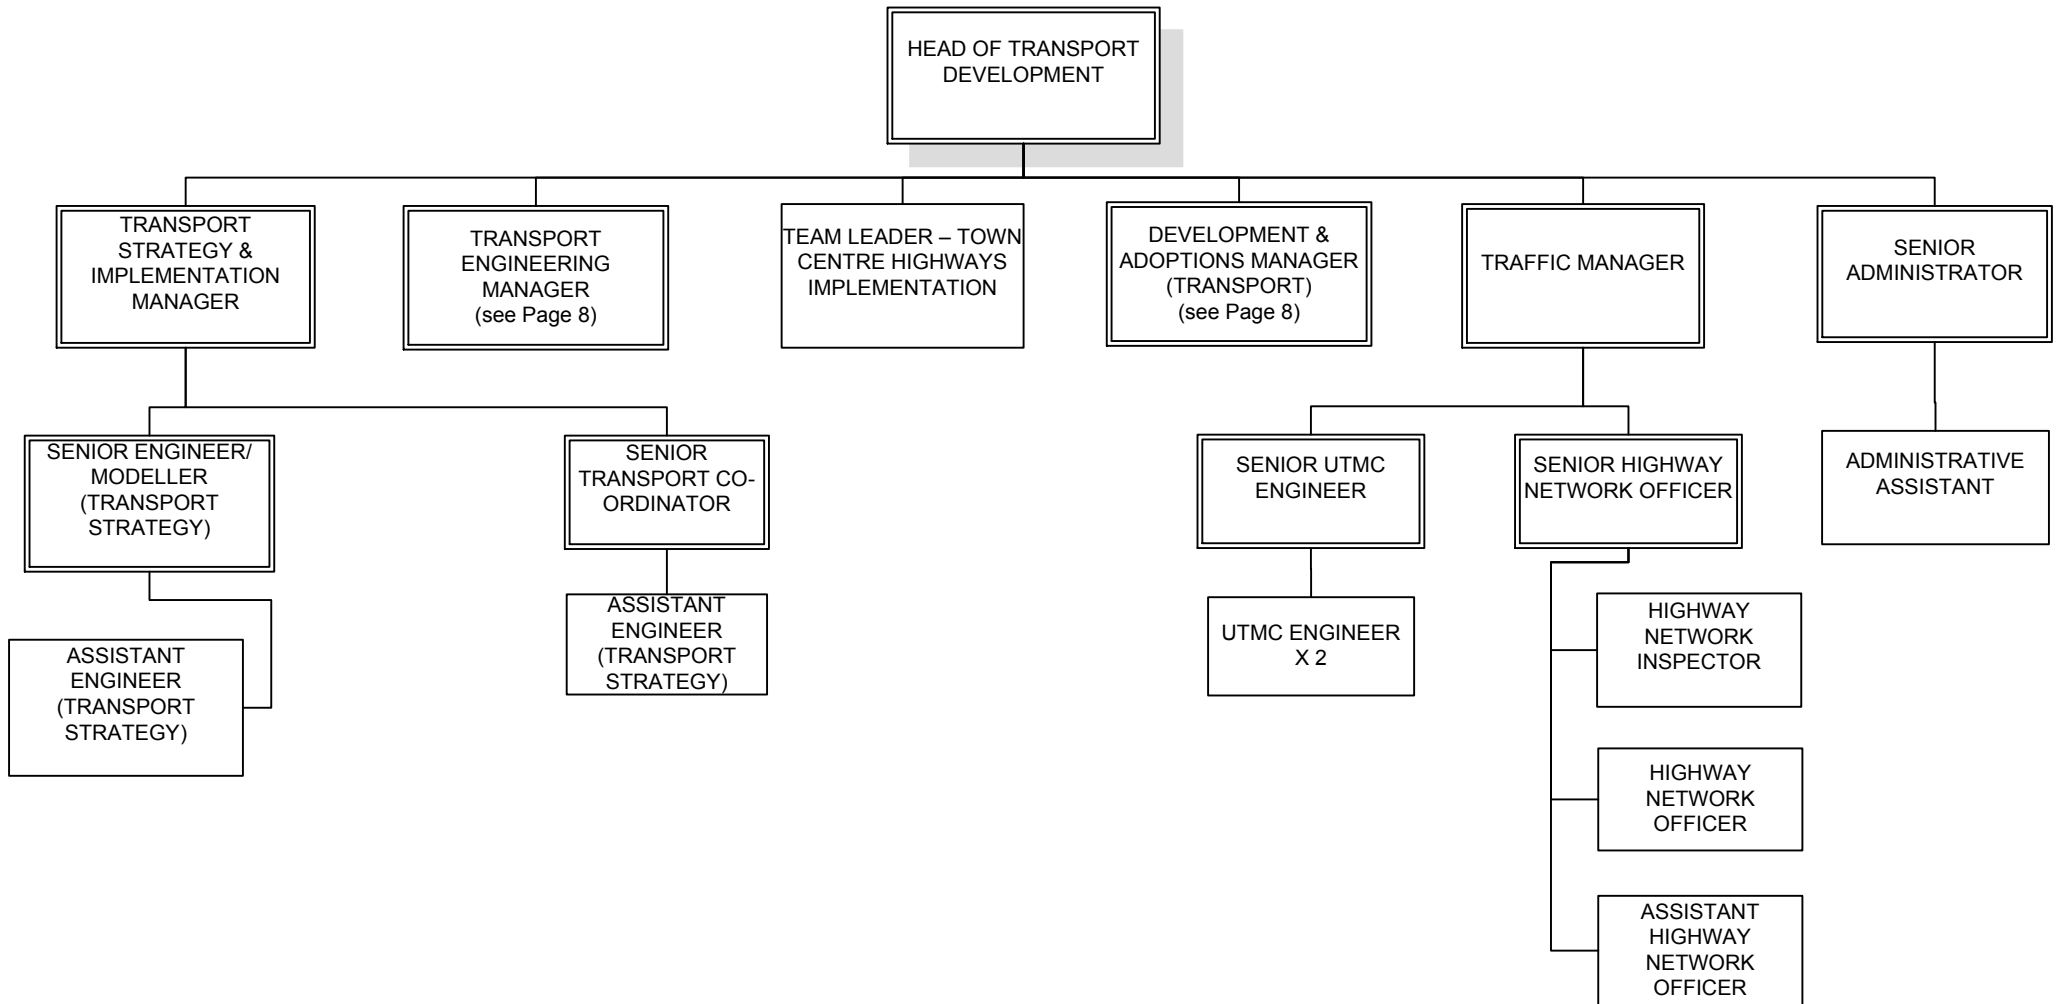 HEAD OF TRANSPORT
DEVELOPMENT
TRANSPORT
STRATEGY &
IMPLEMENTATION
MANAGER
TRANSPORT
ENGINEERING
MANAGER
(see Page 8)
TEAM LEADER – TOWN
CENTRE HIGHWAYS
IMPLEMENTATION
DEVELOPMENT &
ADOPTIONS MANAGER
(TRANSPORT)
(see Page 8)
TRAFFIC MANAGER
SENIOR
ADMINISTRATOR
SENIOR ENGINEER/
MODELLER
(TRANSPORT
STRATEGY)
SENIOR
TRANSPORT CO-
ORDINATOR
SENIOR UTMC
ENGINEER
SENIOR HIGHWAY
NETWORK OFFICER
ADMINISTRATIVE
ASSISTANT
ASSISTANT
ENGINEER
(TRANSPORT
STRATEGY)
ASSISTANT
ENGINEER
(TRANSPORT
STRATEGY)
UTMC ENGINEER
X 2
HIGHWAY
NETWORK
INSPECTOR
HIGHWAY
NETWORK
OFFICER
ASSISTANT
HIGHWAY
NETWORK
OFFICER